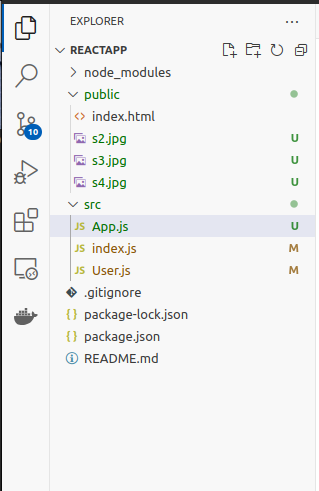 EXPLORER ...
REACTAPP
node_modules
public
<> index.html
s2.jpg U
s3.jpg U
s4.jpg U
10
src
JS App.js U
JS index.js M
JS User.js M
.gitignore
{ } package-lock.json
{ } package.json
README.md